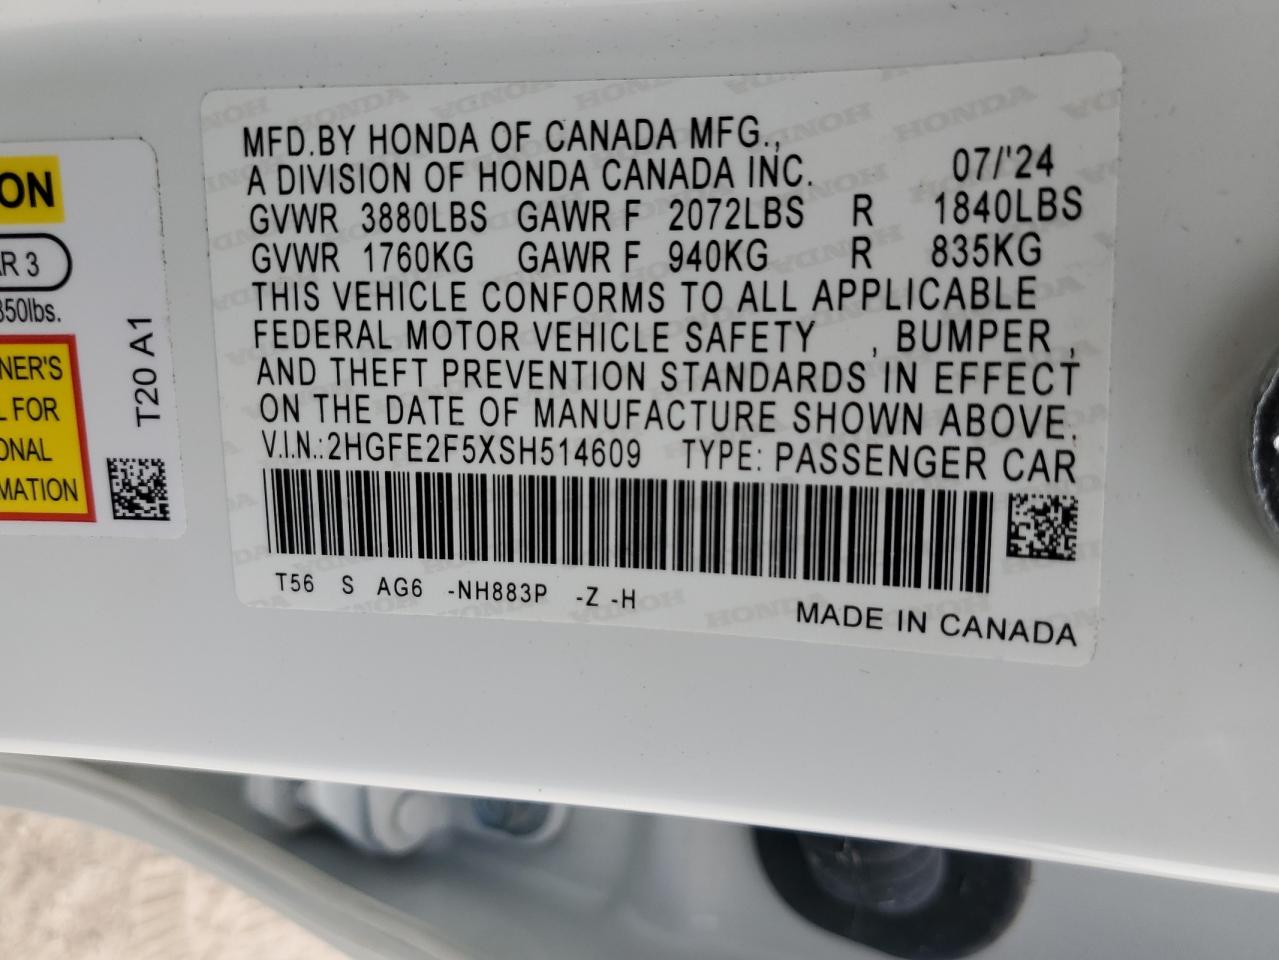 MFD.BY HONDA OF CANADA MFG.,
A DIVISION OF HONDA CANADA INC. 07/'24
GVWR 3880LBS GAWR F 2072LBS R 1840LBS
GVWR 1760KG GAWR F 940KG R 835KG
THIS VEHICLE CONFORMS TO ALL APPLICABLE
FEDERAL MOTOR VEHICLE SAFETY , BUMPER ,
AND THEFT PREVENTION STANDARDS IN EFFECT
ON THE DATE OF MANUFACTURE SHOWN ABOVE.
V.I.N.:2HGFE2F5XSH514609 TYPE: PASSENGER CAR
T56 S AG6 -NH883P -Z -H
MADE IN CANADA
ON
AR 3
850lbs.
NER'S
L FOR
ONAL
MATION
T20 A1